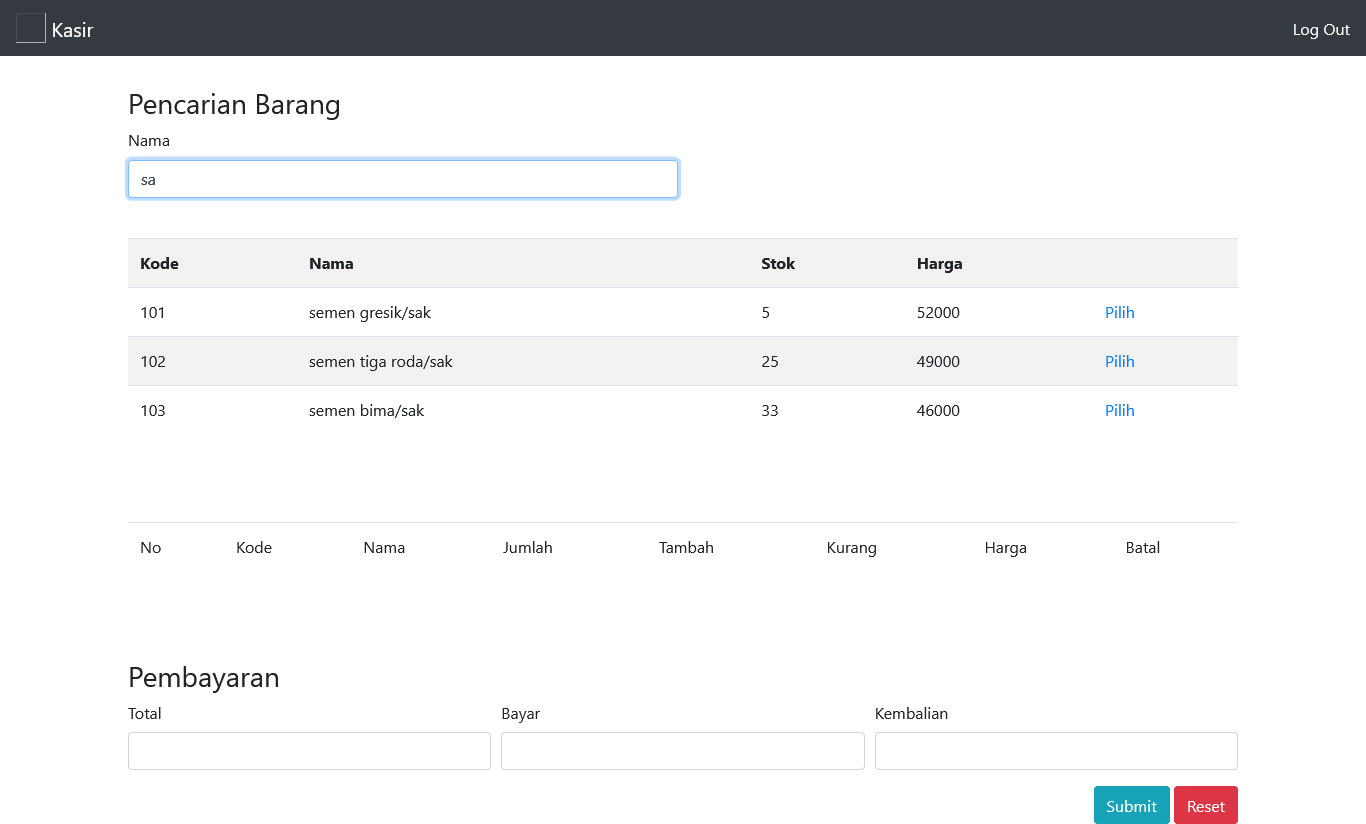 Kasir Log Out
Pencarian Barang
Nama
sa
Kode Nama Stok Harga
101 semen gresik/sak 5 52000 Pilih
102 semen tiga roda/sak 25 49000 Pilih
103 semen bima/sak 33 46000 Pilih
No Kode Nama Jumlah Tambah Kurang Harga Batal
Pembayaran
Total Bayar Kembalian
Submit Reset